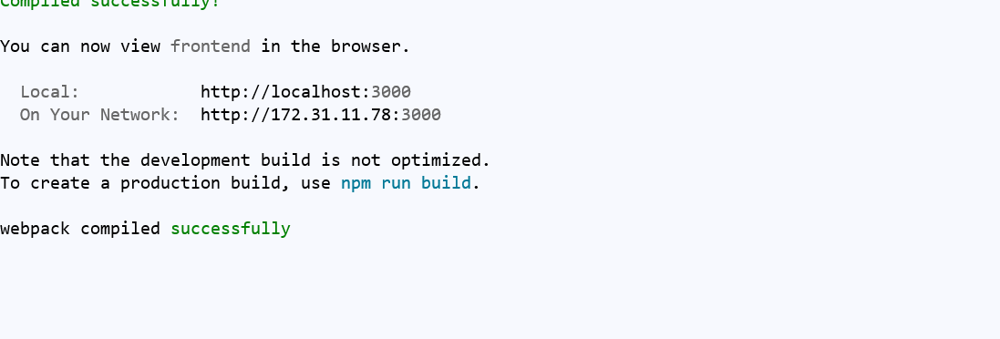 Compiled successfully!
You can now view frontend in the browser.
Local: http://localhost:3000
On Your Network: http://172.31.11.78:3000
Note that the development build is not optimized.
To create a production build, use npm run build.
webpack compiled successfully